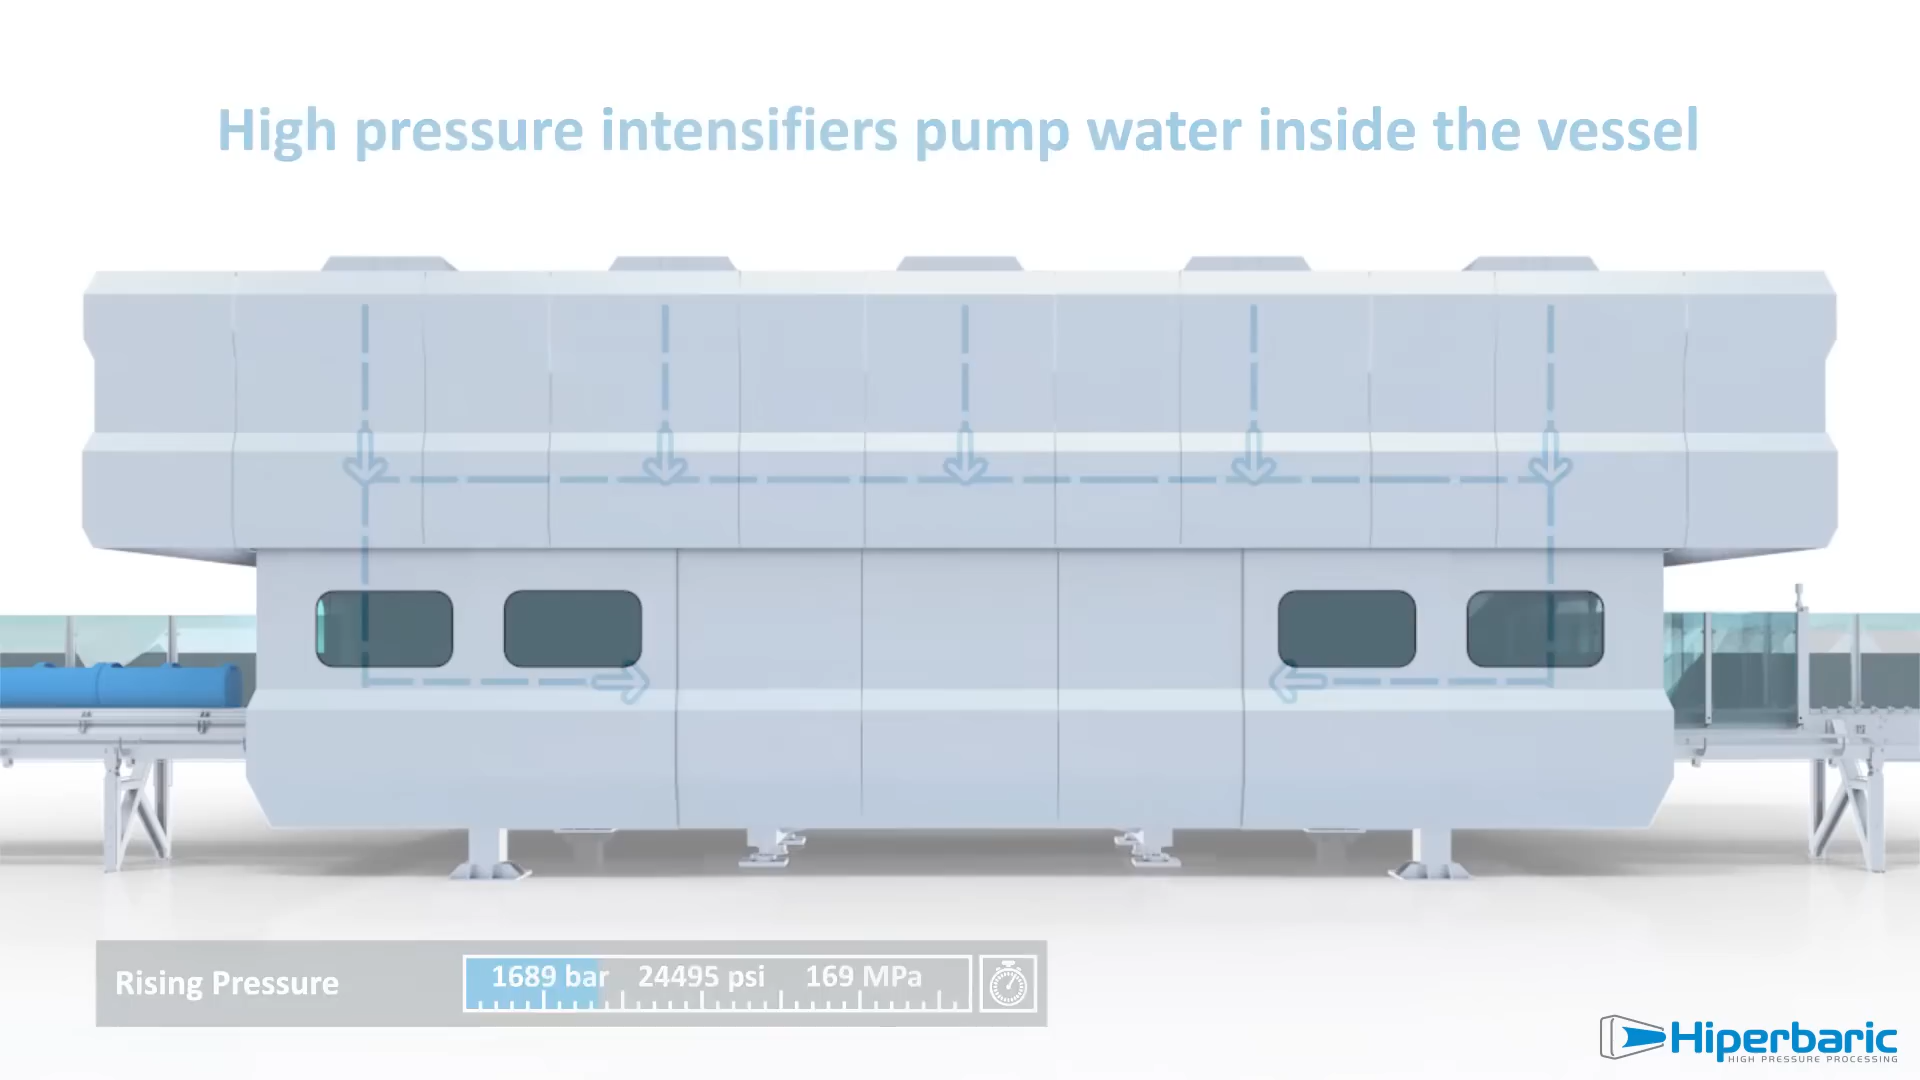 High pressure intensifiers pump water inside the vessel
Rising Pressure
1689 bar 24495 psi 169 MPa
Hiperbaric
HIGH PRESSURE PROCESSING